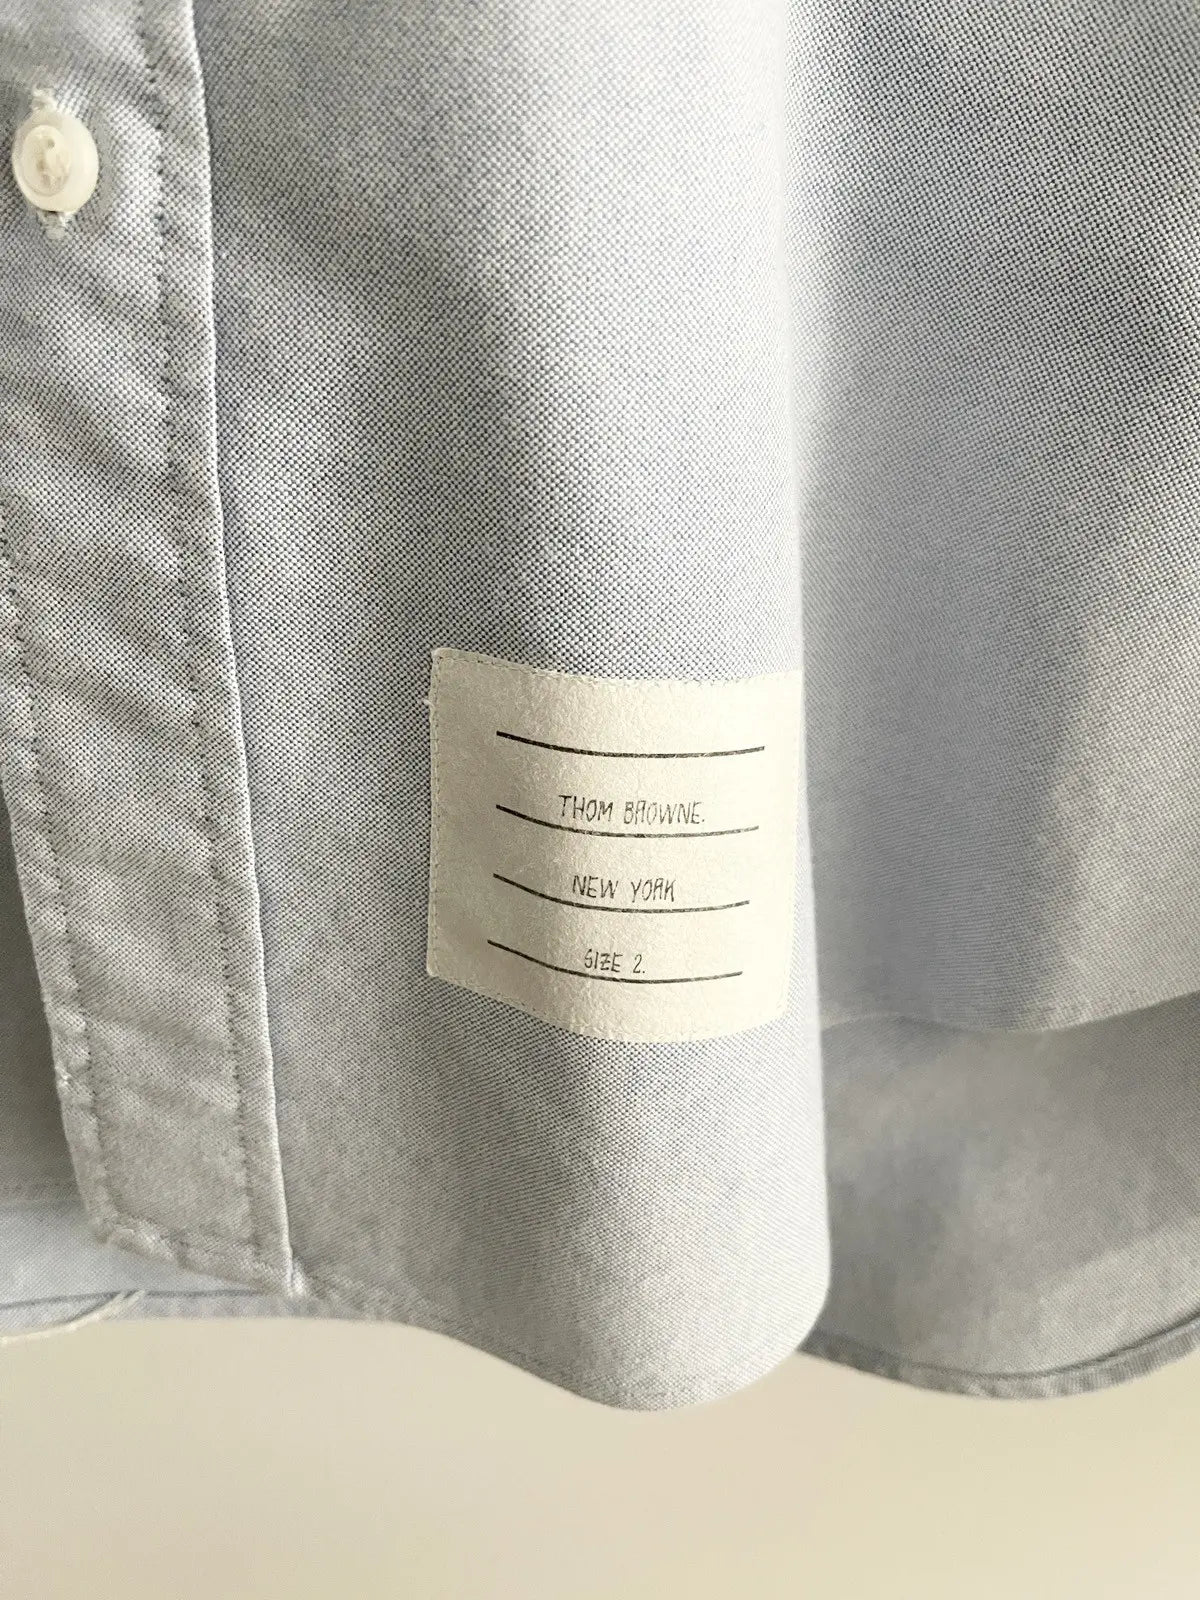 THOM BROWNE.
NEW YORK
SIZE 2.